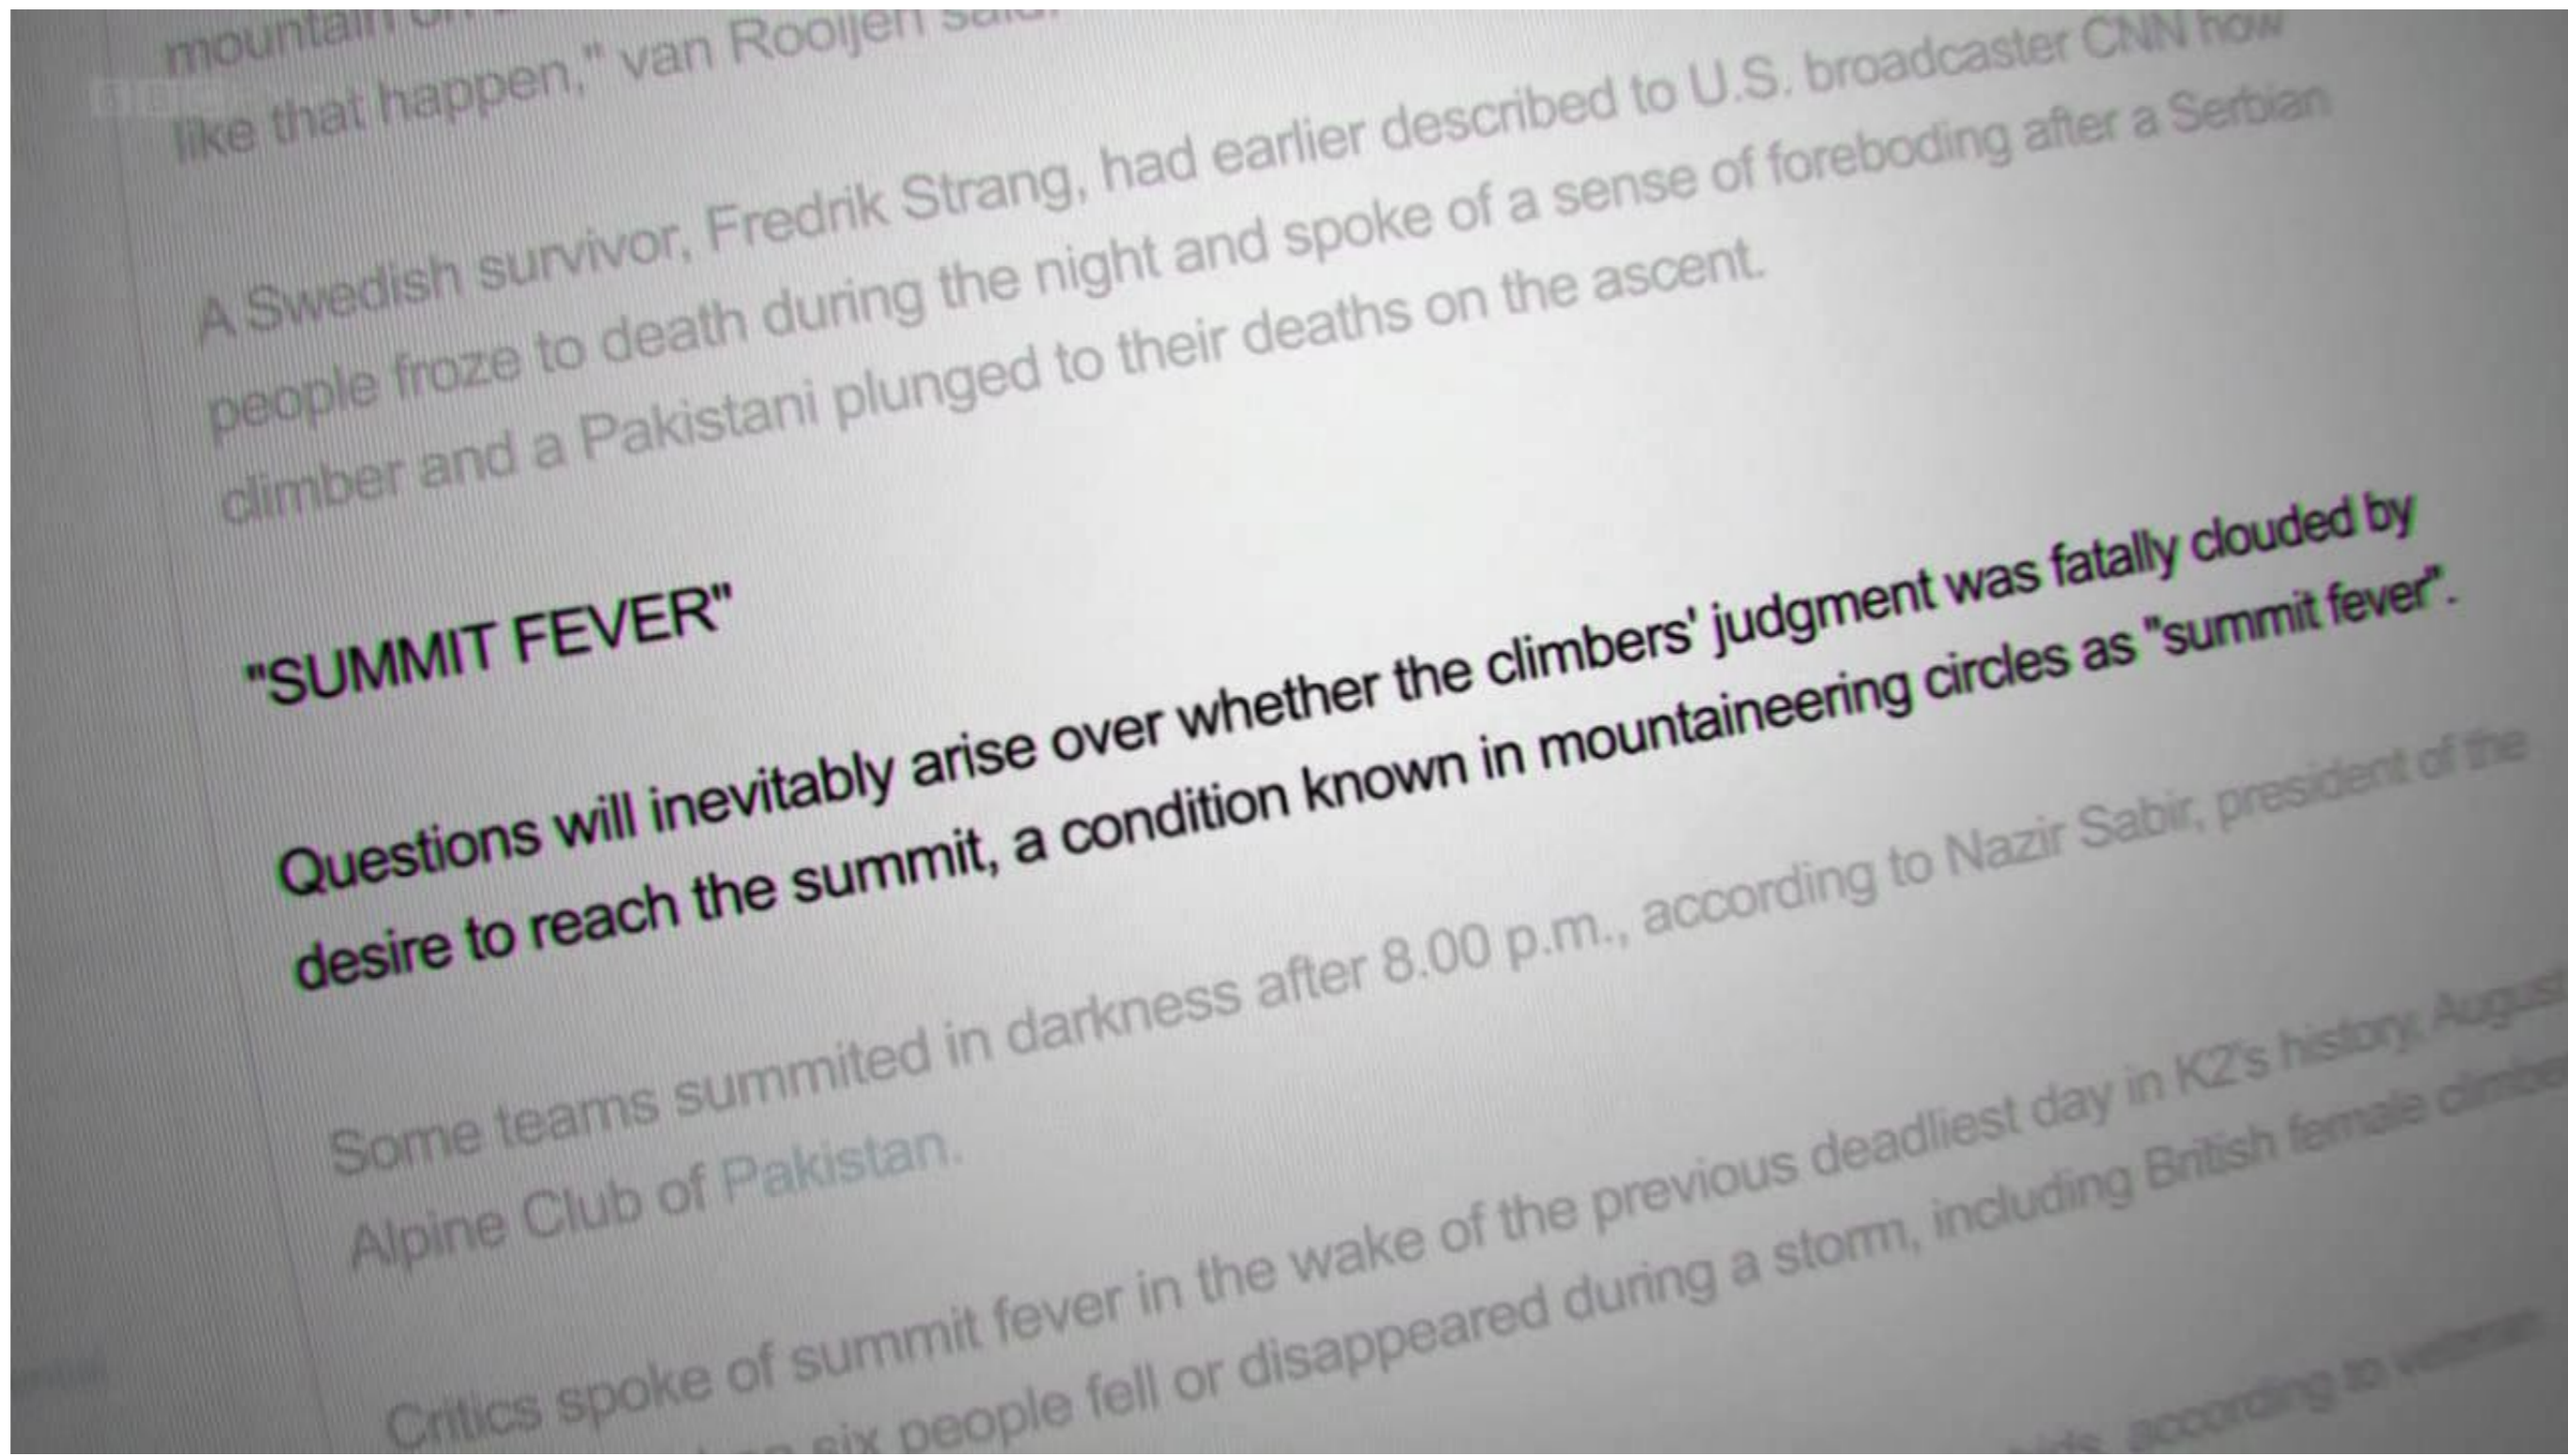 mountain on
like that happen," van Rooijen said.
A Swedish survivor, Fredrik Strang, had earlier described to U.S. broadcaster CNN how
people froze to death during the night and spoke of a sense of foreboding after a Serbian
climber and a Pakistani plunged to their deaths on the ascent.
"SUMMIT FEVER"
Questions will inevitably arise over whether the climbers' judgment was fatally clouded by
desire to reach the summit, a condition known in mountaineering circles as "summit fever".
Some teams summited in darkness after 8.00 p.m., according to Nazir Sabir, president of the
Alpine Club of Pakistan.
Critics spoke of summit fever in the wake of the previous deadliest day in K2's history, August
six people fell or disappeared during a storm, including British female climber
according to veteran